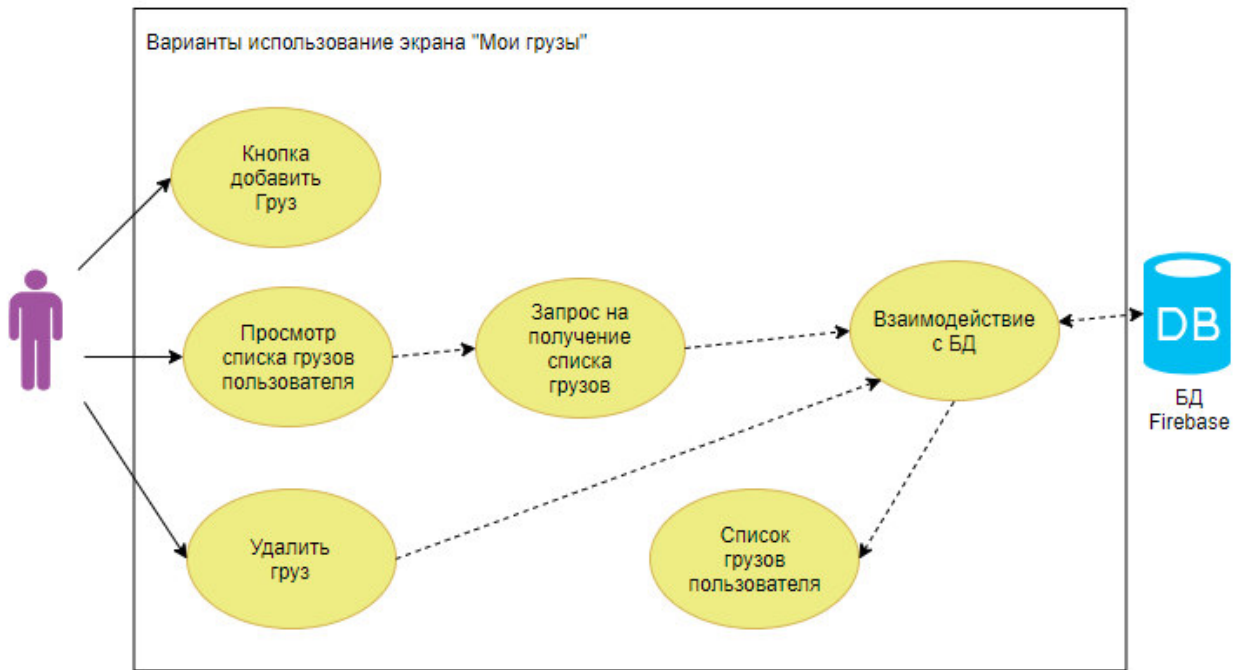 Варианты использование экрана "Мои грузы"
Кнопка
добавить
Груз
Просмотр
списка грузов
пользователя
Запрос на
получение
списка
грузов
Взаимодействие
с БД
DB
БД
Firebase
Удалить
груз
Список
грузов
пользователя